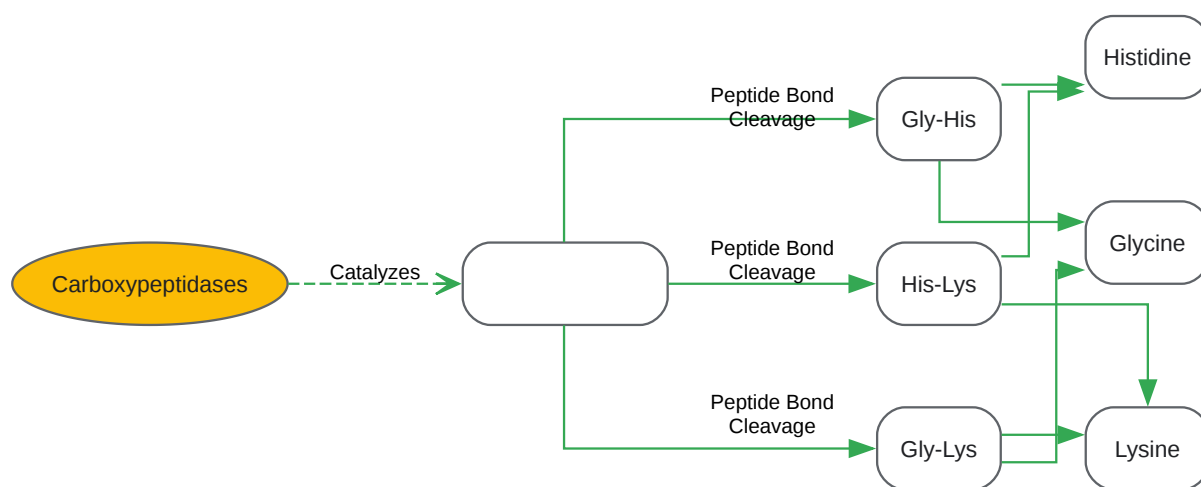 Histidine
Peptide Bond
Cleavage
Gly-His
Glycine
Peptide Bond
Cleavage
Carboxypeptidases
Catalyzes
His-Lys
Peptide Bond
Cleavage
Gly-Lys
Lysine